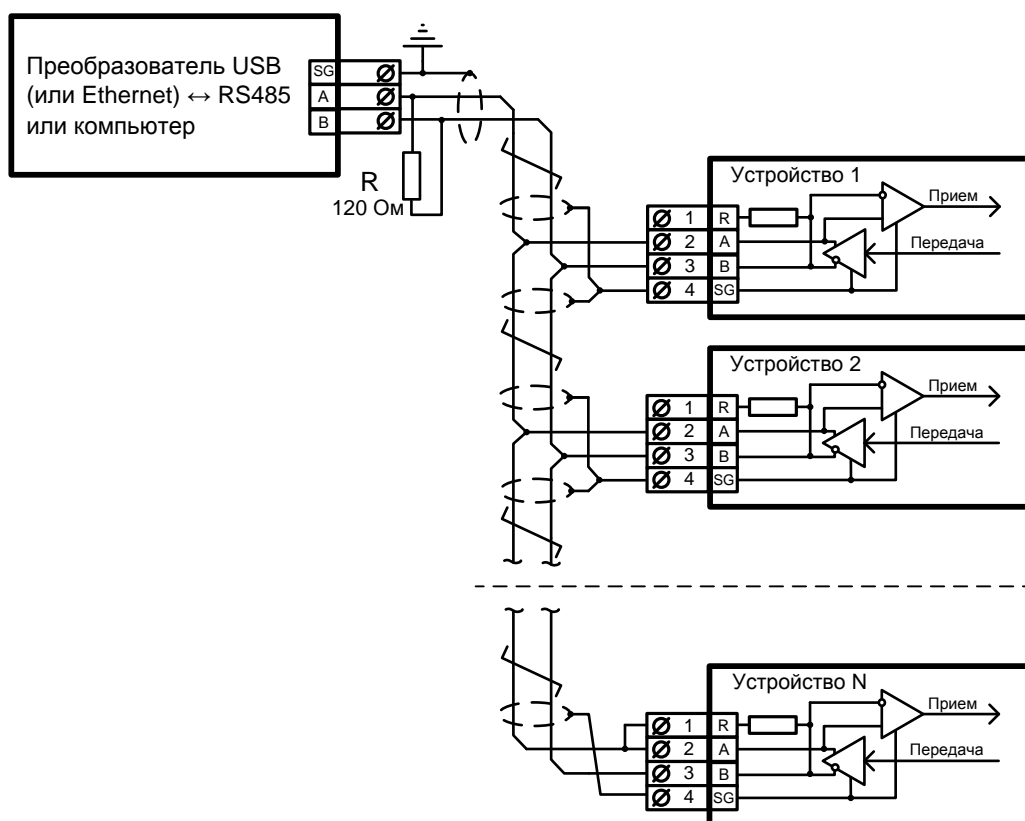 Преобразователь USB
(или Ethernet) ↔ RS485
или компьютер
SG
A
B
R
120 Ом
Устройство 1
1 R
2 A
3 B
4 SG
Прием
Передача
Устройство 2
1 R
2 A
3 B
4 SG
Прием
Передача
Устройство N
1 R
2 A
3 B
4 SG
Прием
Передача